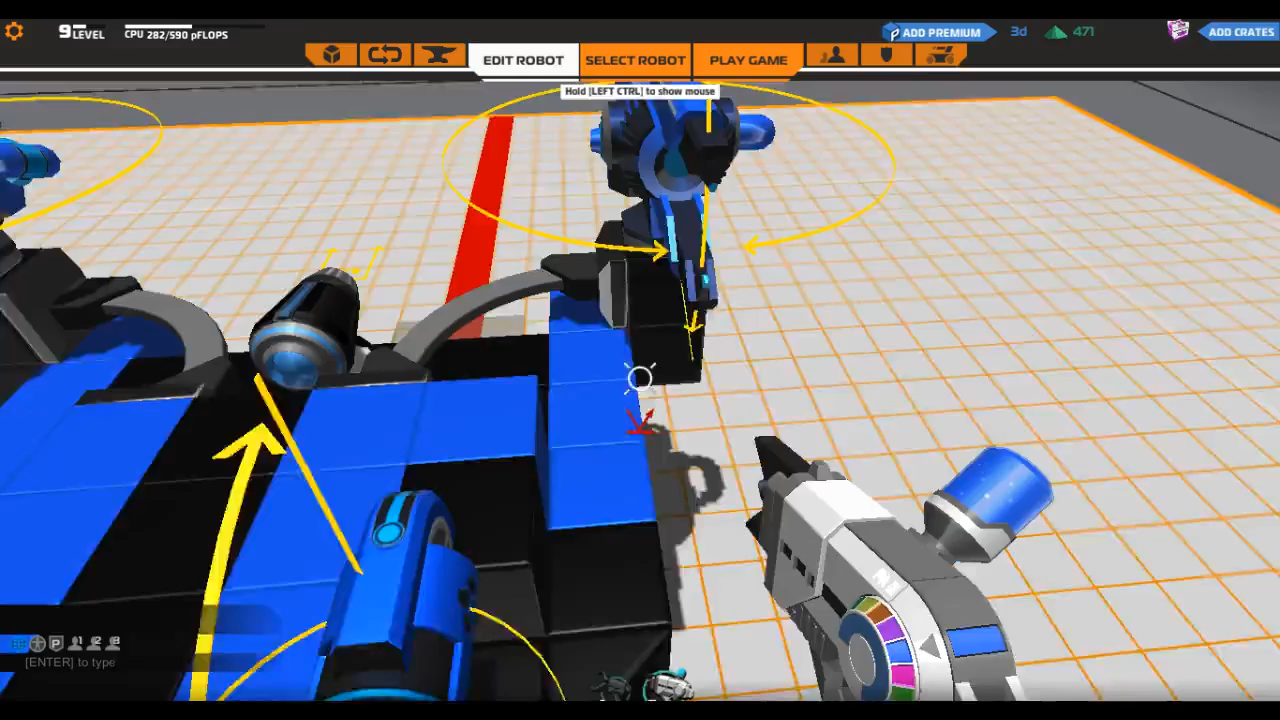 9 LEVEL
CPU 282/590 pFLOPS
ADD PREMIUM
3d
471
ADD CRATES
EDIT ROBOT
SELECT ROBOT
PLAY GAME
Hold [LEFT CTRL] to show mouse
[ENTER] to type